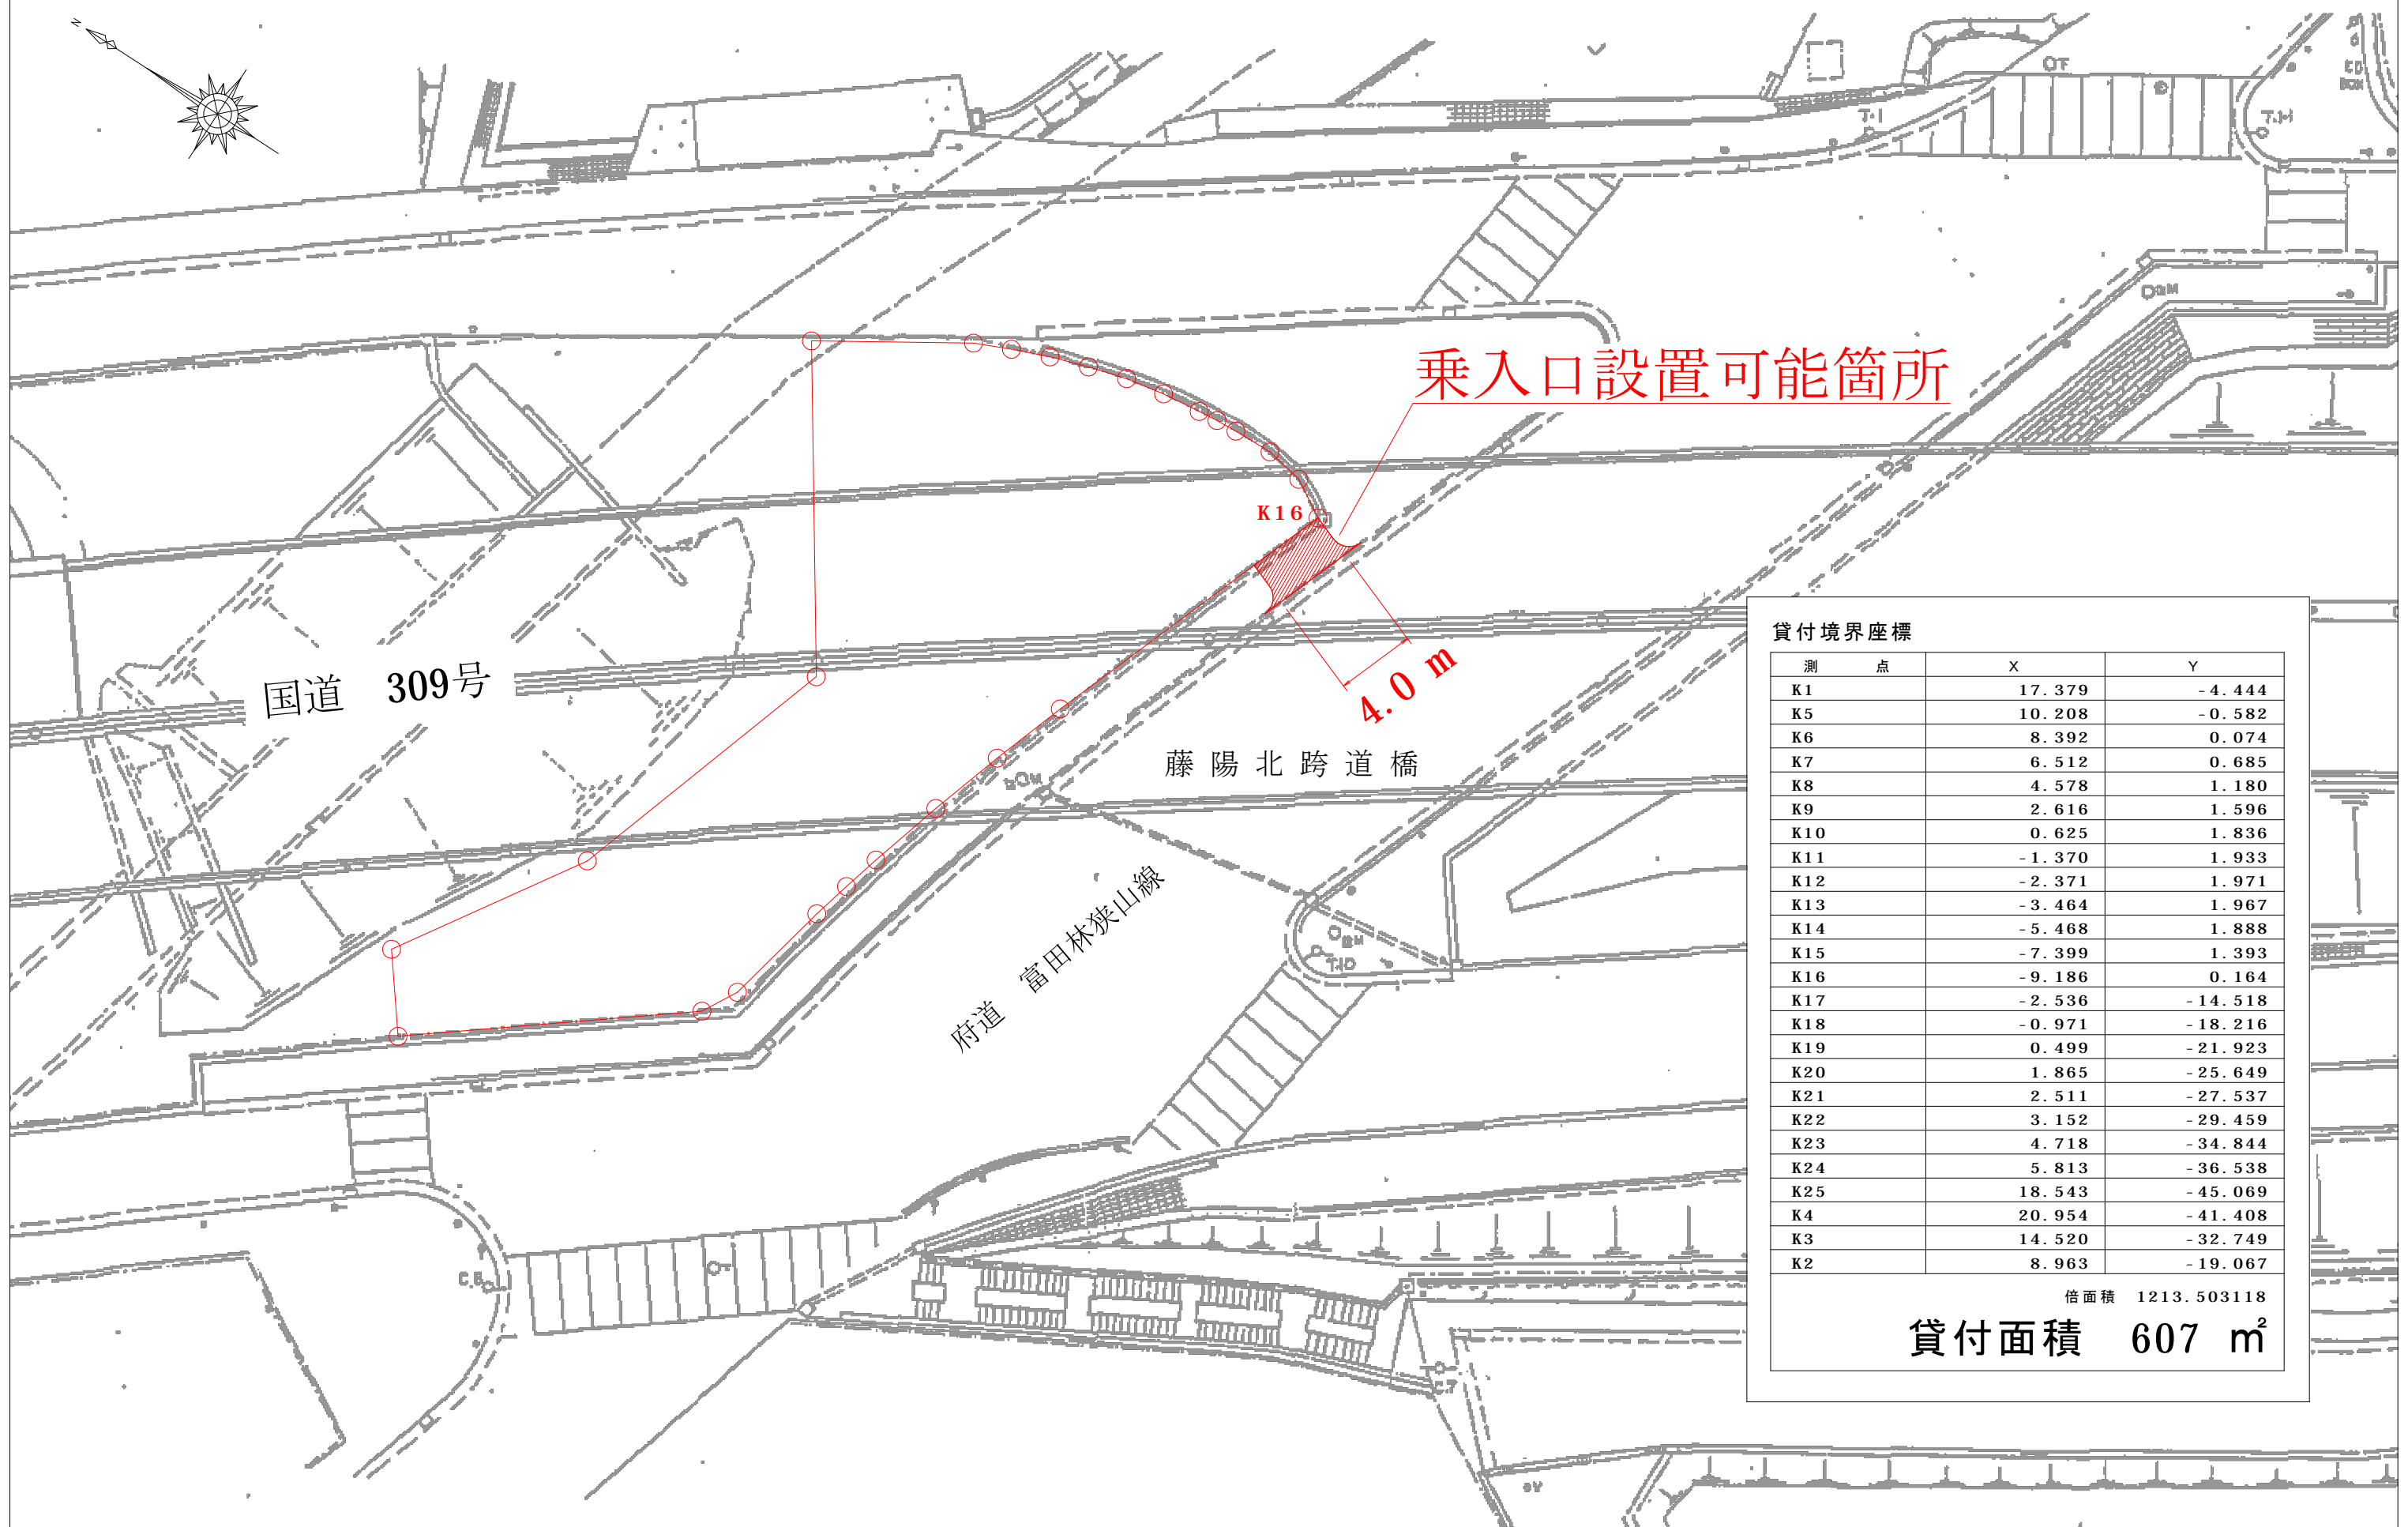 N
T.I
T.H
乗入口設置可能箇所
K16
国道　309号
4.0 m
藤陽北跨道橋
府道　富田林狭山線
C.B
貸付境界座標
測　点 X Y
K1 17.379 -4.444
K5 10.208 -0.582
K6 8.392 0.074
K7 6.512 0.685
K8 4.578 1.180
K9 2.616 1.596
K10 0.625 1.836
K11 -1.370 1.933
K12 -2.371 1.971
K13 -3.464 1.967
K14 -5.468 1.888
K15 -7.399 1.393
K16 -9.186 0.164
K17 -2.536 -14.518
K18 -0.971 -18.216
K19 0.499 -21.923
K20 1.865 -25.649
K21 2.511 -27.537
K22 3.152 -29.459
K23 4.718 -34.844
K24 5.813 -36.538
K25 18.543 -45.069
K4 20.954 -41.408
K3 14.520 -32.749
K2 8.963 -19.067
倍面積 1213.503118
貸付面積　607 ㎡